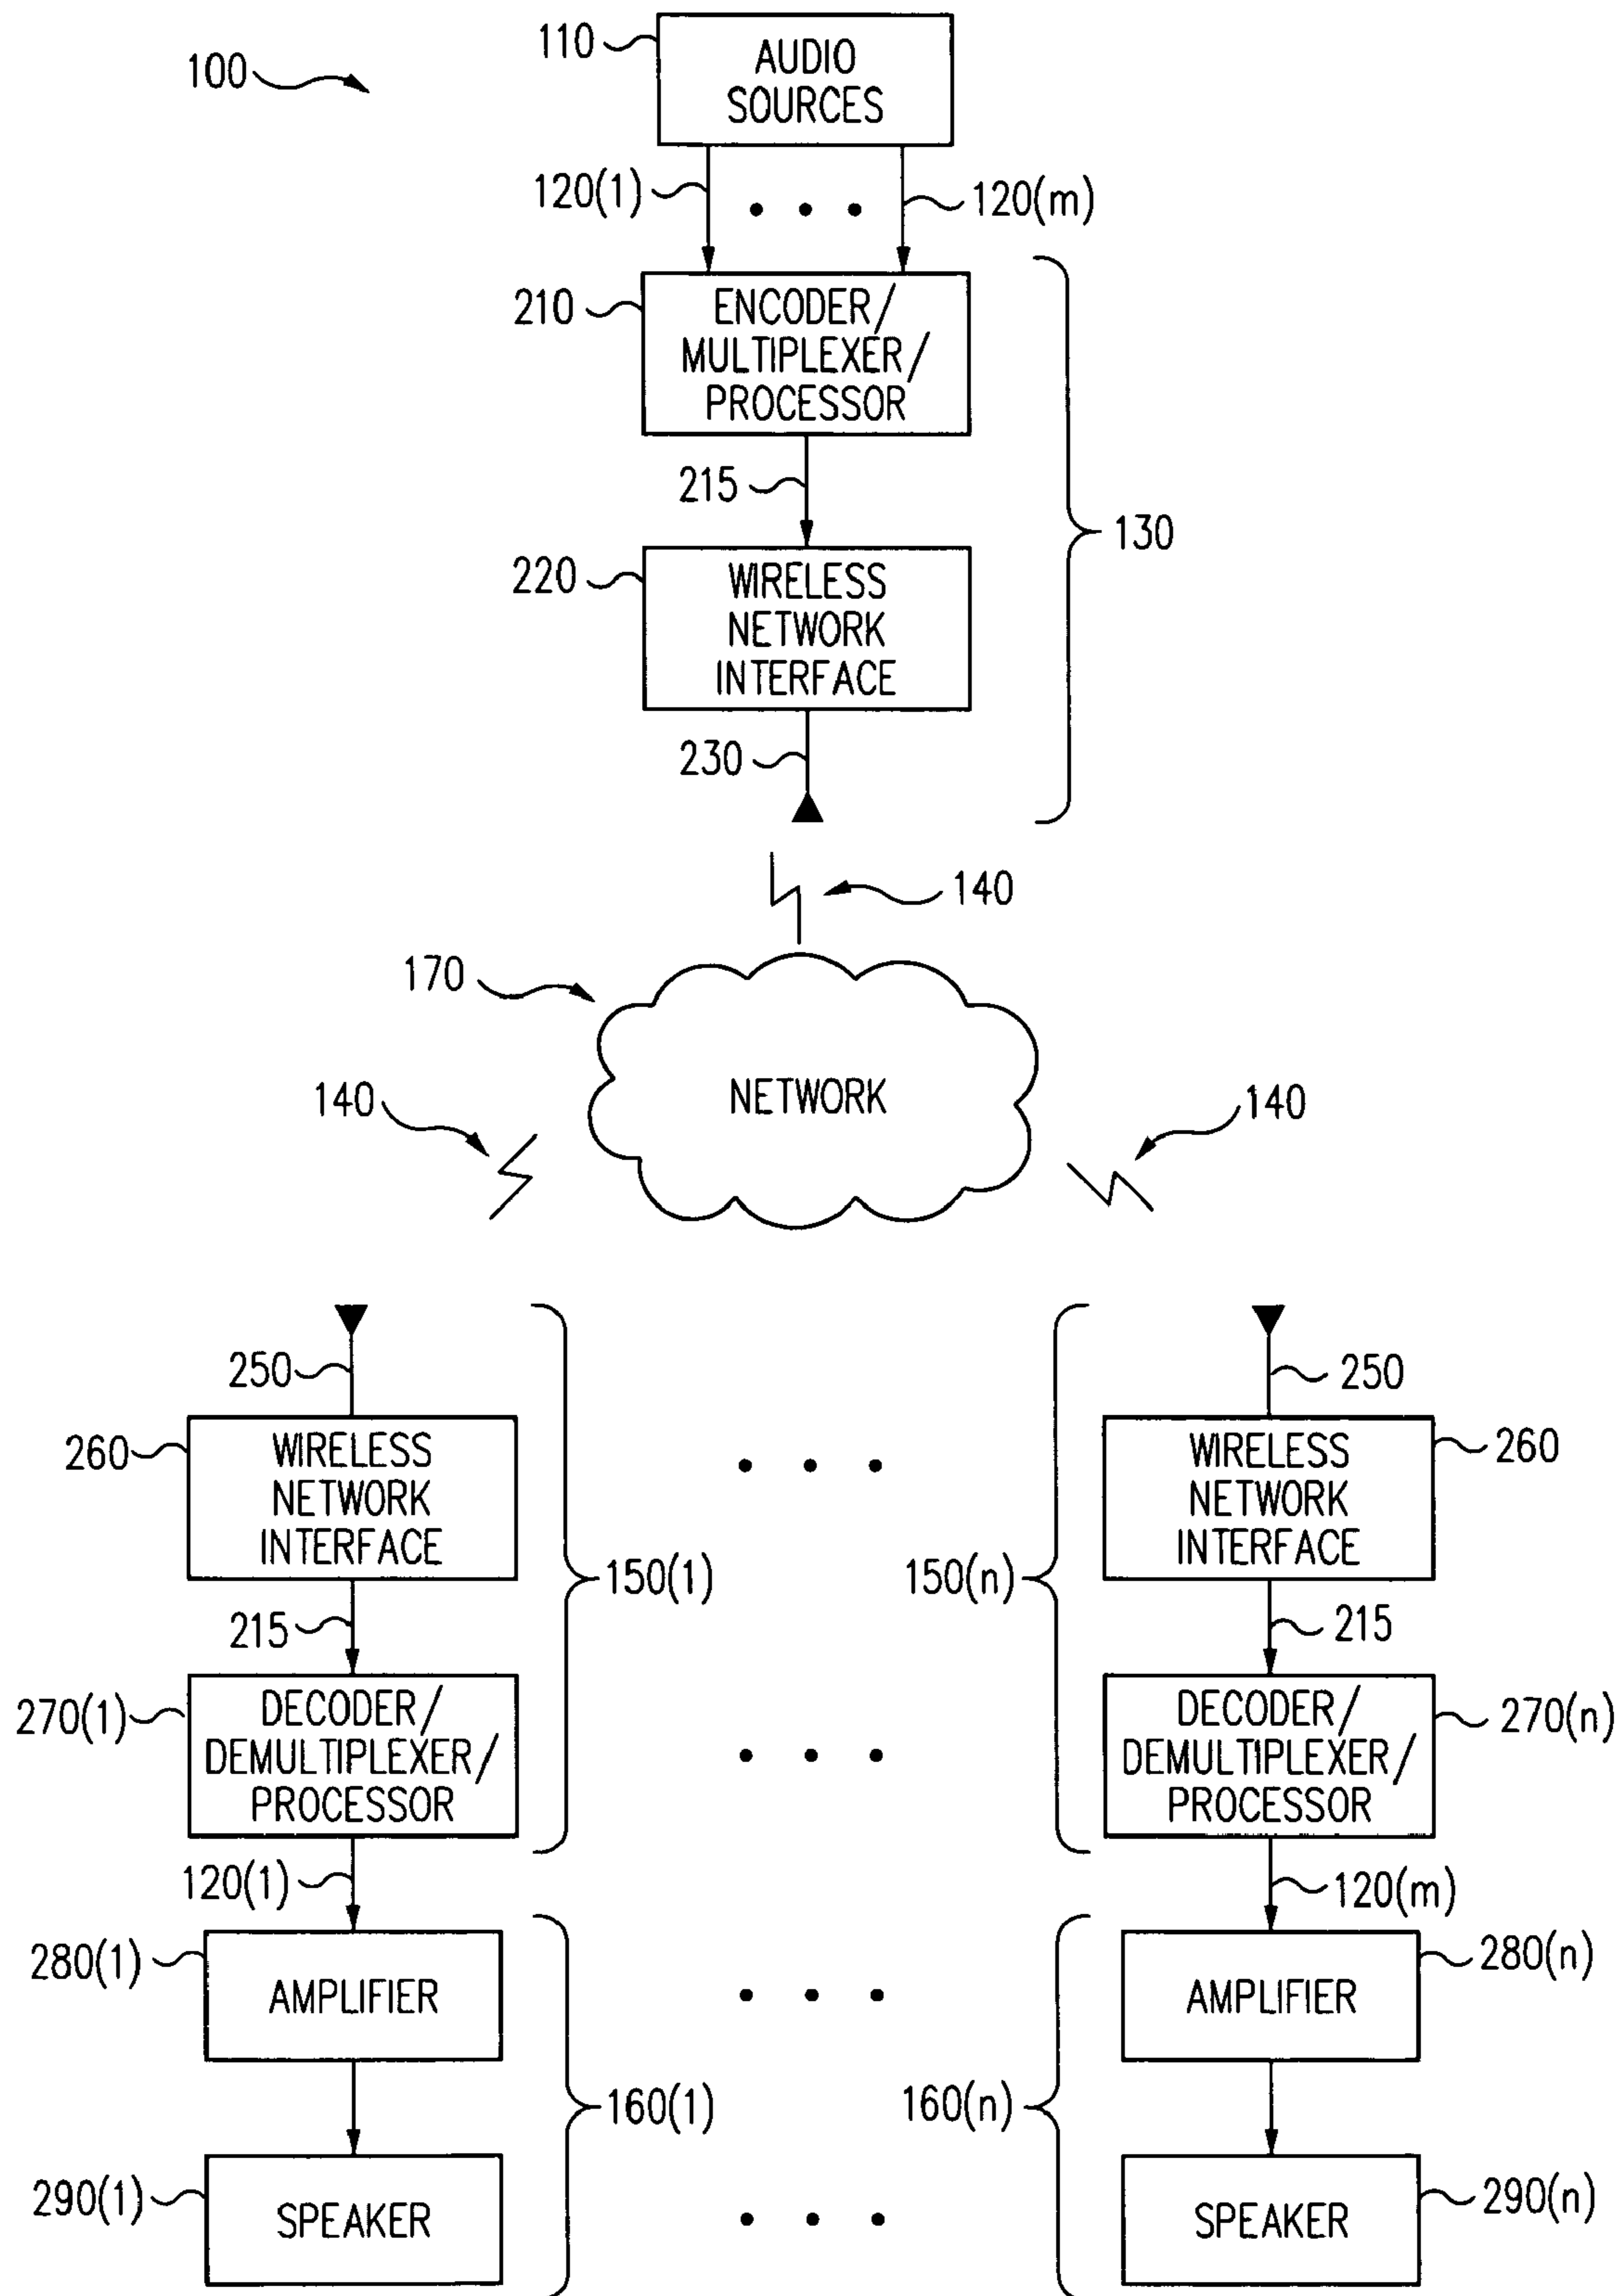 100
110
AUDIO
SOURCES
120(1)
120(m)
210
ENCODER/
MULTIPLEXER/
PROCESSOR
215
130
220
WIRELESS
NETWORK
INTERFACE
230
140
170
NETWORK
140
140
250
250
260
WIRELESS
NETWORK
INTERFACE
WIRELESS
NETWORK
INTERFACE
260
150(1)
150(n)
215
215
270(1)
DECODER/
DEMULTIPLEXER/
PROCESSOR
DECODER/
DEMULTIPLEXER/
PROCESSOR
270(n)
120(1)
120(m)
280(1)
AMPLIFIER
AMPLIFIER
280(n)
160(1)
160(n)
290(1)
SPEAKER
SPEAKER
290(n)